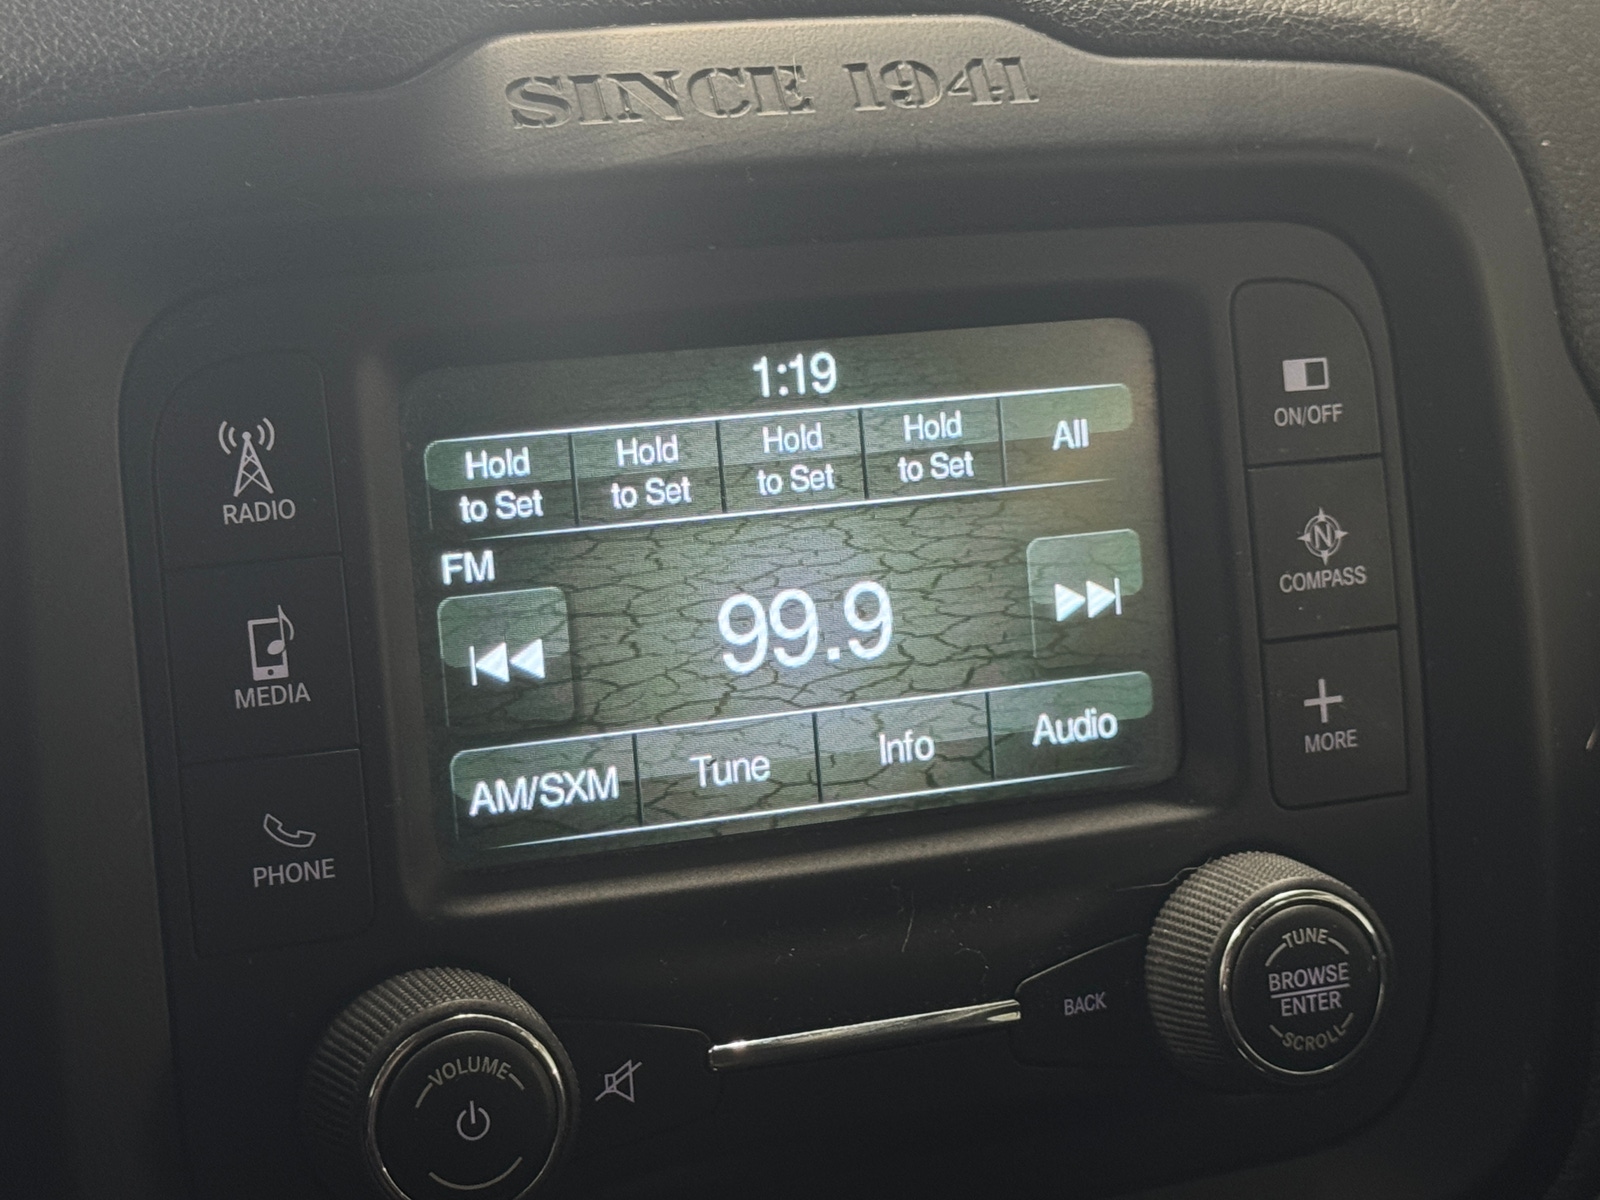 SINCE 1941
1:19
Hold to Set
Hold to Set
Hold to Set
Hold to Set
All
FM
99.9
AM/SXM
Tune
Info
Audio
RADIO
MEDIA
PHONE
ON/OFF
N
COMPASS
MORE
VOLUME
BACK
TUNE
BROWSE
ENTER
SCROLL